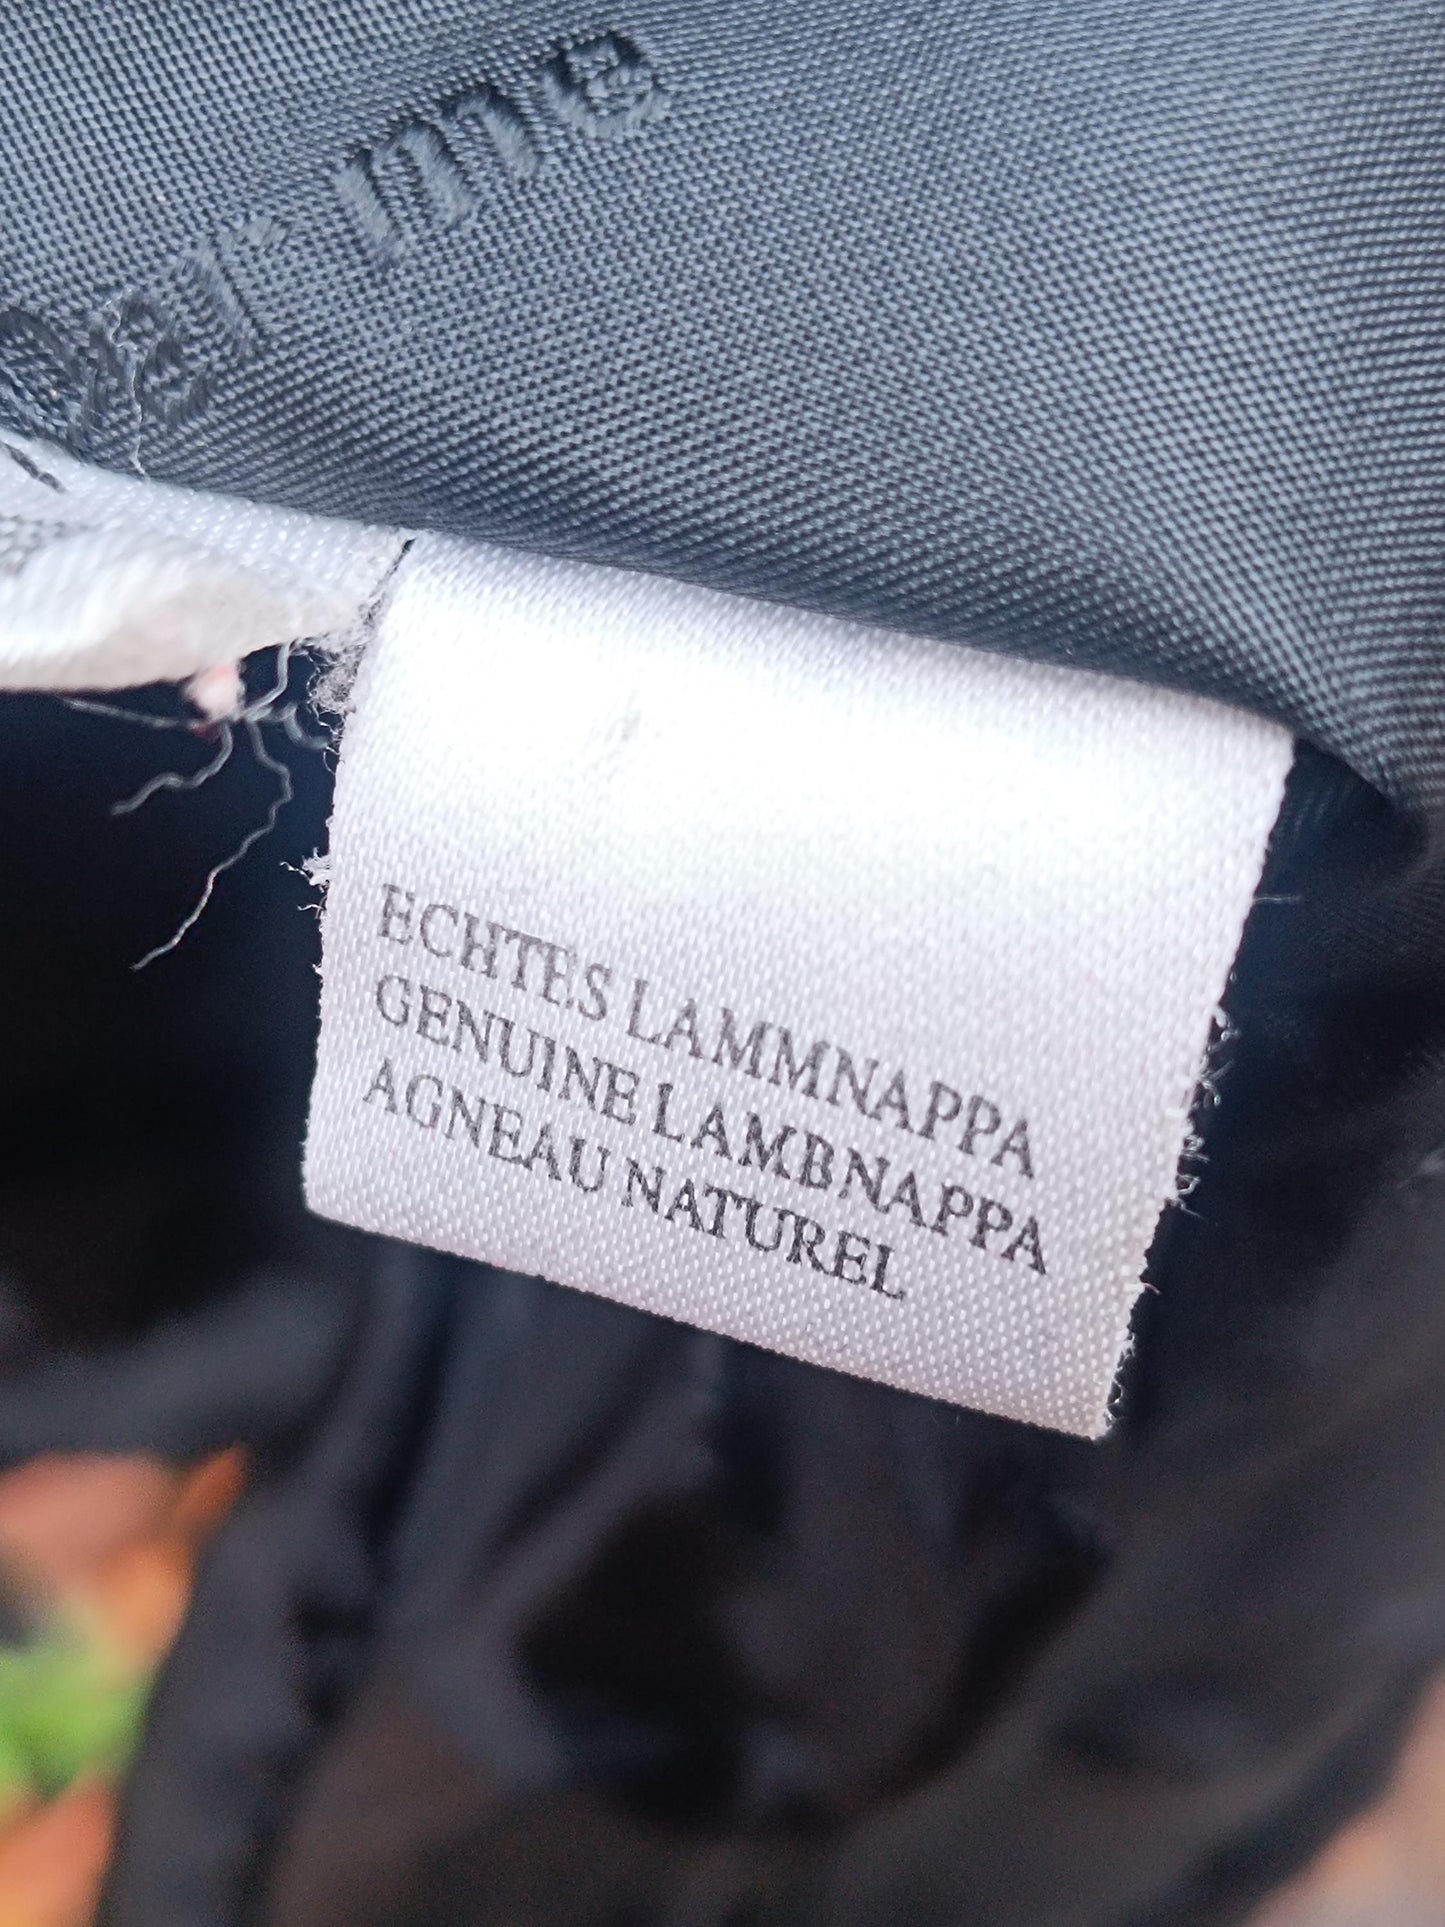 ECHTES LAMMNAPPA
GENUINE LAMBNAPPA
AGNEAU NATUREL